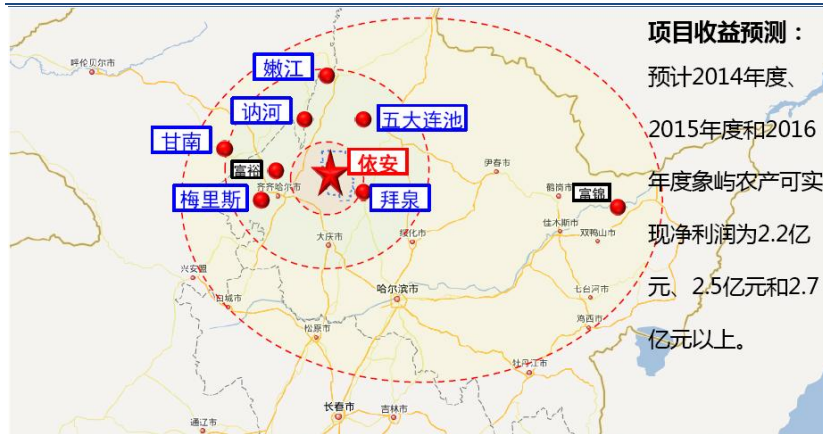 项目收益预测：
预计2014年度、
2015年度和2016
年度象屿农产可实
现净利润为2.2亿
元、2.5亿元和2.7
亿元以上。
呼伦贝尔市
嫩江
讷河
五大连池
甘南
富裕
依安
伊春市
齐齐哈尔市
梅里斯
拜泉
鹤岗市
富锦
佳木斯市
双鸭山市
绥化市
大庆市
兴安盟
白城市
哈尔滨市
七台河市
松原市
鸡西市
牡丹江市
长春市
吉林市
通辽市